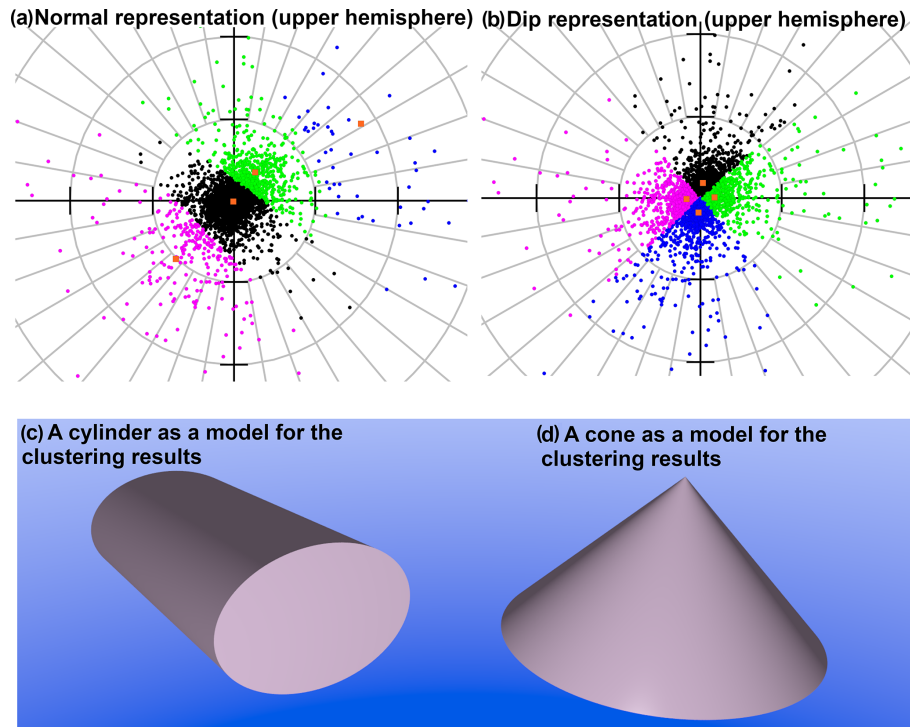 (a)Normal representation (upper hemisphere)
(b)Dip representation (upper hemisphere)
(c) A cylinder as a model for the
clustering results
(d) A cone as a model for the
clustering results